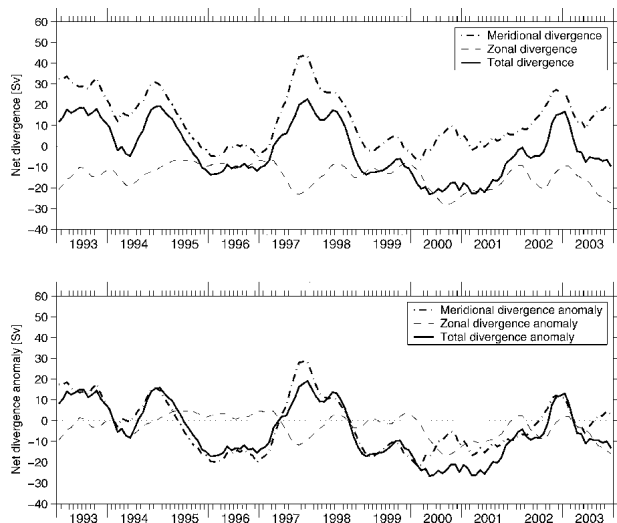 60
50
40
30
20
10
0
−10
−20
−30
−40
Net divergence [Sv]
Meridional divergence
Zonal divergence
Total divergence
1993 1994 1995 1996 1997 1998 1999 2000 2001 2002 2003
60
50
40
30
20
10
0
−10
−20
−30
−40
Net divergence anomaly [Sv]
Meridional divergence anomaly
Zonal divergence anomaly
Total divergence anomaly
1993 1994 1995 1996 1997 1998 1999 2000 2001 2002 2003